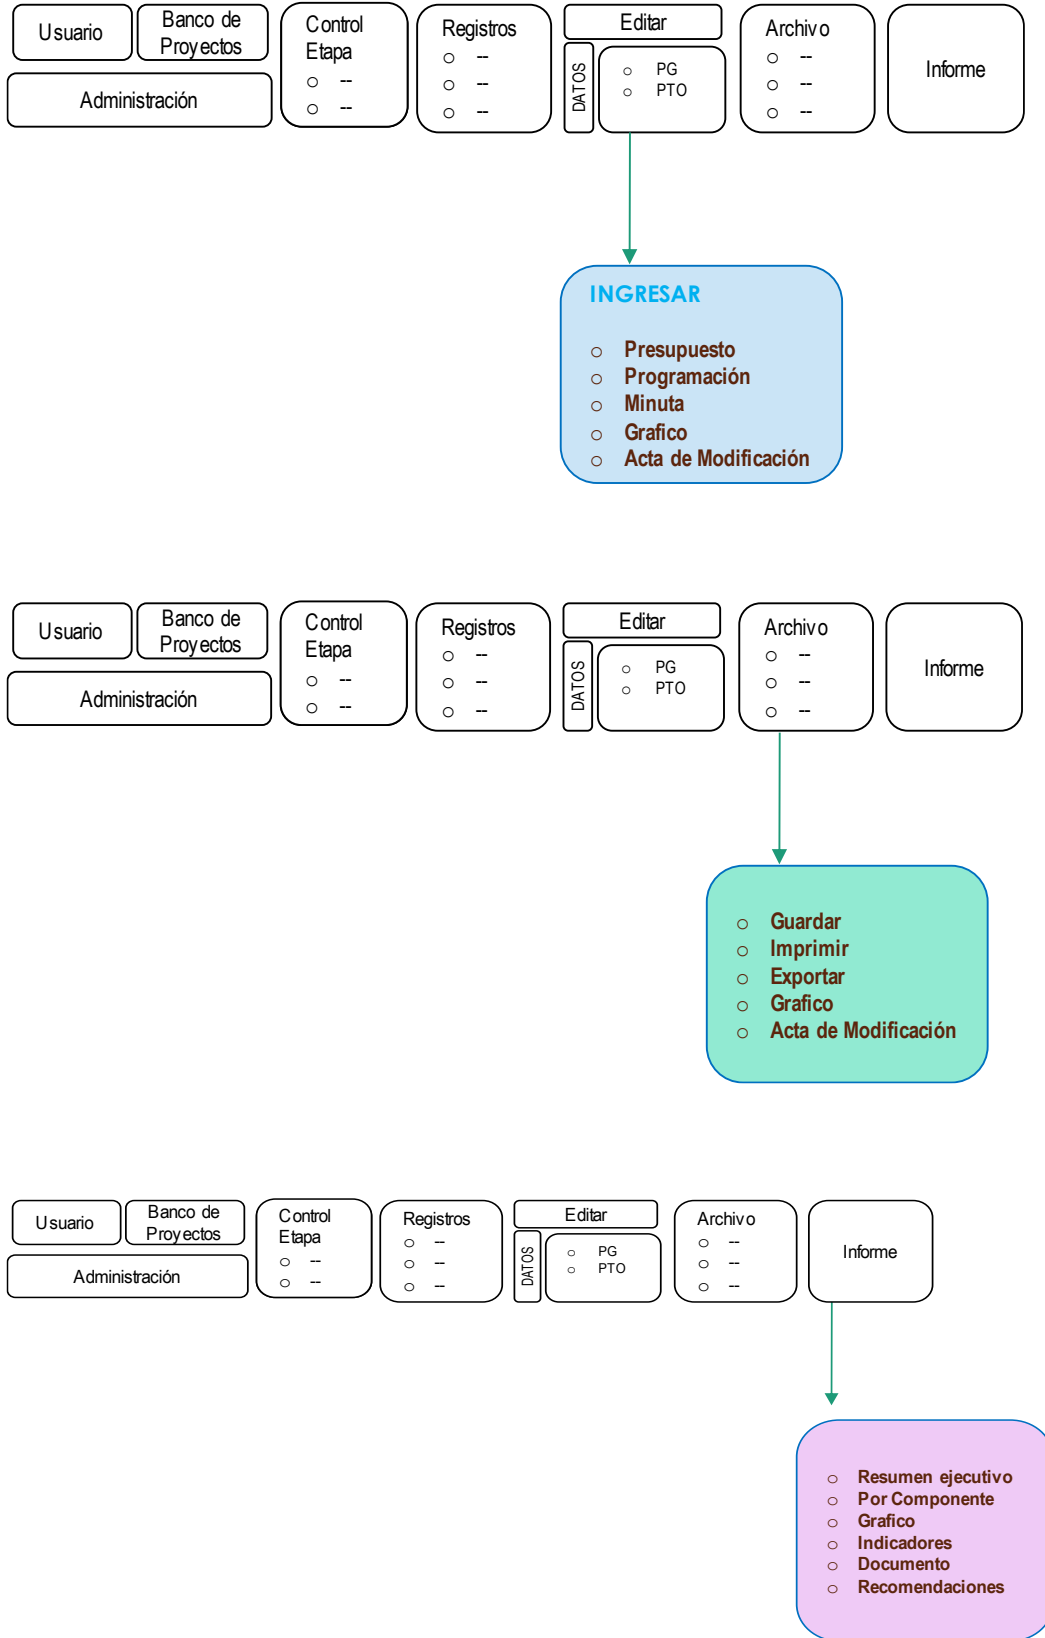 Usuario
Banco de
Proyectos
Administración
Control
Etapa
○ --
○ --
Registros
○ --
○ --
○ --
Editar
DATOS
○ PG
○ PTO
Archivo
○ --
○ --
○ --
Informe
INGRESAR
○ Presupuesto
○ Programación
○ Minuta
○ Grafico
○ Acta de Modificación
Usuario
Banco de
Proyectos
Administración
Control
Etapa
○ --
○ --
Registros
○ --
○ --
○ --
Editar
DATOS
○ PG
○ PTO
Archivo
○ --
○ --
○ --
Informe
○ Guardar
○ Imprimir
○ Exportar
○ Grafico
○ Acta de Modificación
Usuario
Banco de
Proyectos
Administración
Control
Etapa
○ --
○ --
Registros
○ --
○ --
○ --
Editar
DATOS
○ PG
○ PTO
Archivo
○ --
○ --
○ --
Informe
○ Resumen ejecutivo
○ Por Componente
○ Grafico
○ Indicadores
○ Documento
○ Recomendaciones